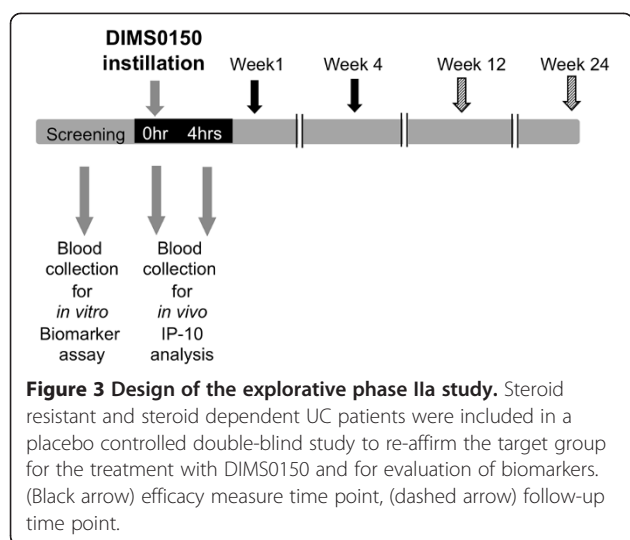 DIMS0150
instillation
Week1
Week 4
Week 12
Week 24
Screening
0hr
4hrs
Blood
collection
for
in vitro
Biomarker
assay
Blood
collection
for
in vivo
IP-10
analysis
Figure 3 Design of the explorative phase IIa study. Steroid
resistant and steroid dependent UC patients were included in a
placebo controlled double-blind study to re-affirm the target group
for the treatment with DIMS0150 and for evaluation of biomarkers.
(Black arrow) efficacy measure time point, (dashed arrow) follow-up
time point.